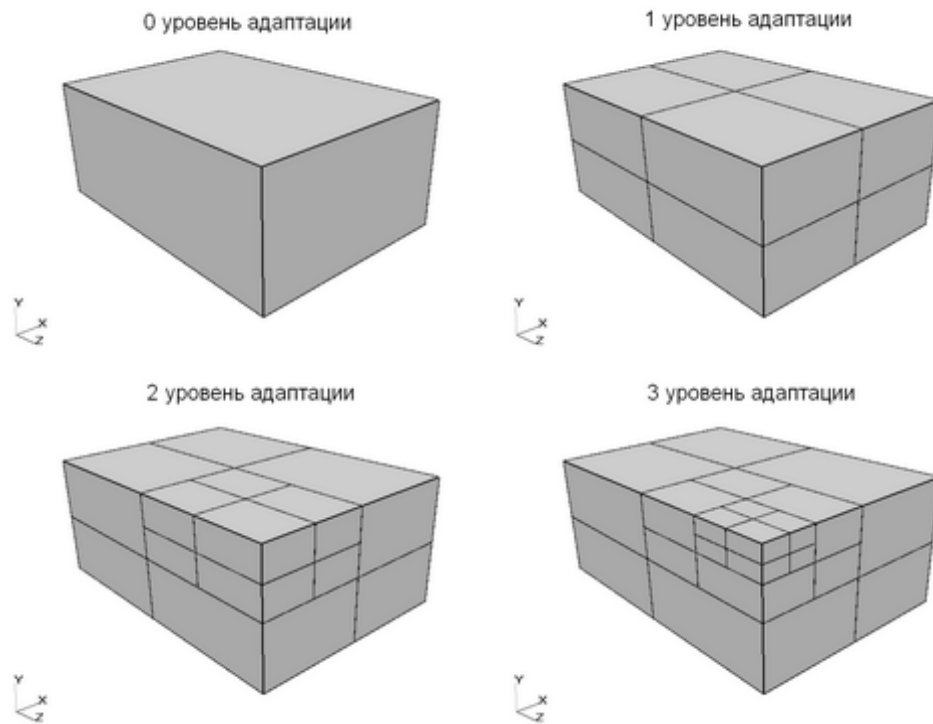 0 уровень адаптации
1 уровень адаптации
Y
X
Z
Y
X
Z
2 уровень адаптации
3 уровень адаптации
Y
X
Z
Y
X
Z